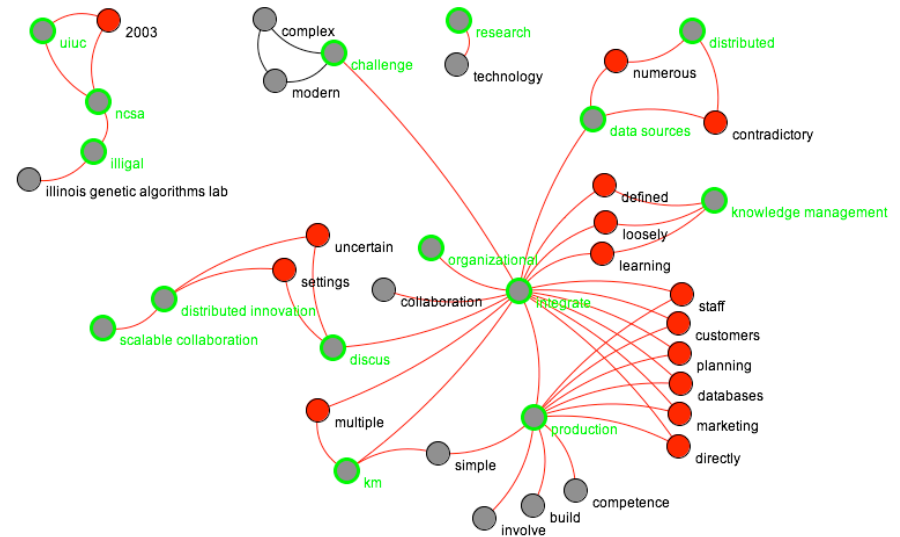 complex
2003
research
uiuc
distributed
challenge
numerous
technology
modern
ncsa
data sources
contradictory
illigal
illinois genetic algorithms lab
defined
knowledge management
loosely
uncertain
organizational
learning
settings
collaboration
integrate
staff
distributed innovation
customers
scalable collaboration
discus
planning
databases
multiple
marketing
production
directly
simple
km
competence
build
involve